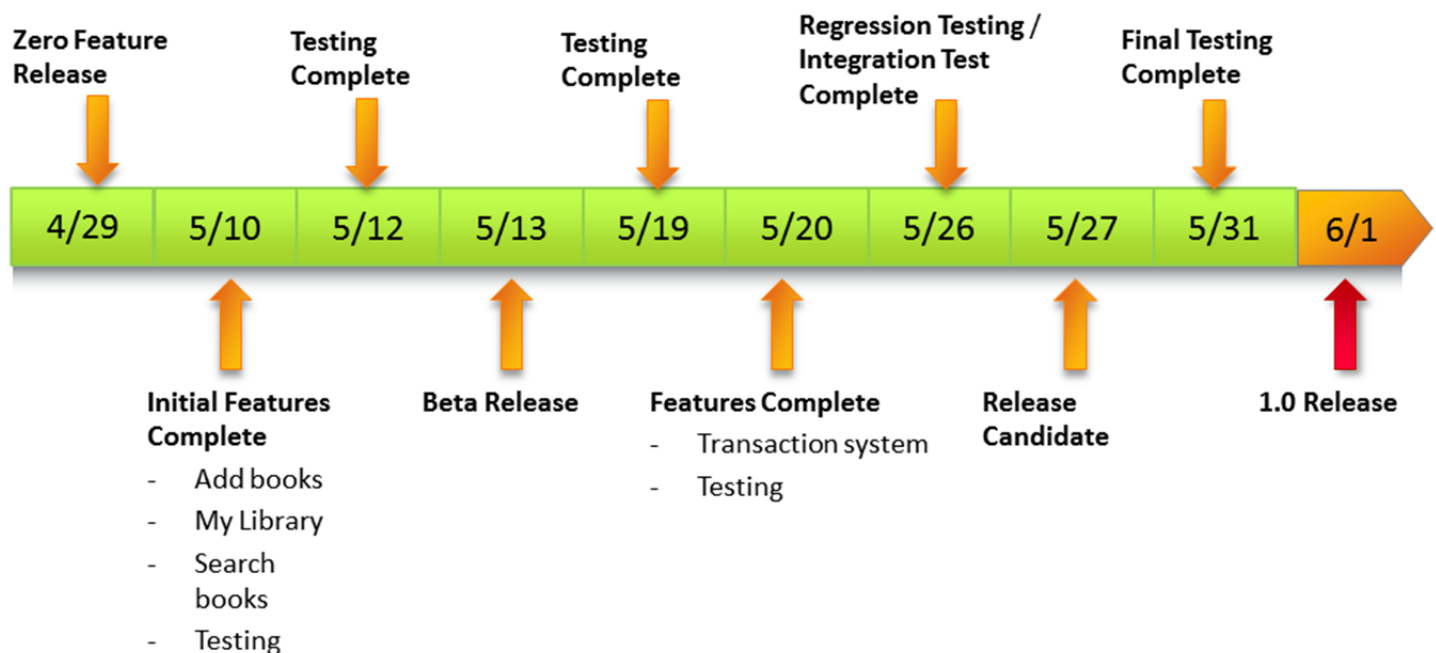 Zero Feature
Release
Testing
Complete
Testing
Complete
Regression Testing /
Integration Test
Complete
Final Testing
Complete
4/29
5/10
5/12
5/13
5/19
5/20
5/26
5/27
5/31
6/1
Initial Features
Complete
- Add books
- My Library
- Search
books
- Testing
Beta Release
Features Complete
- Transaction system
- Testing
Release
Candidate
1.0 Release